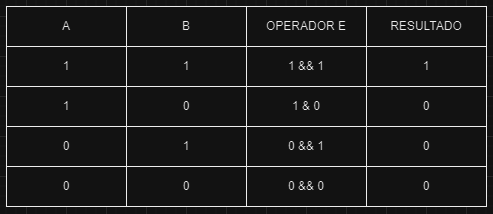 A B OPERADOR E RESULTADO
1 1 1 && 1 1
1 0 1 & 0 0
0 1 0 && 1 0
0 0 0 && 0 0